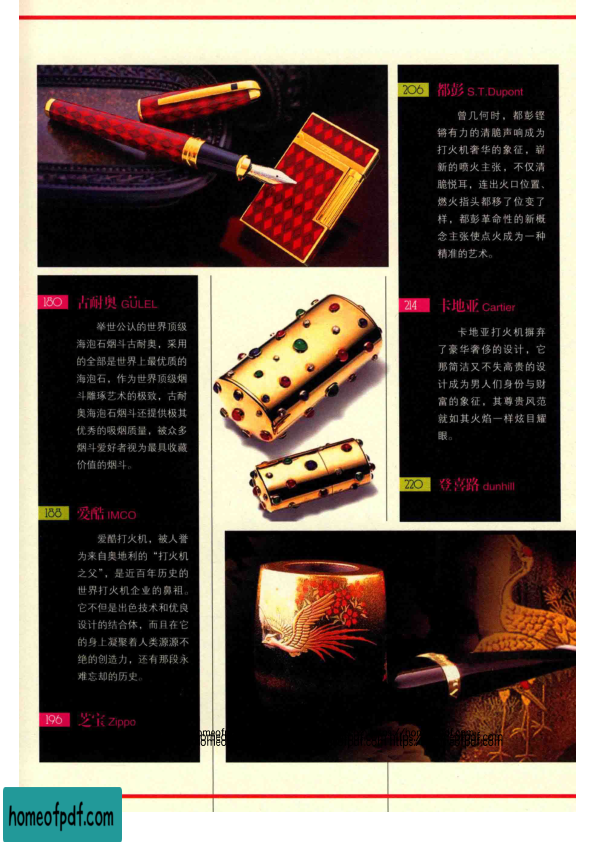 180 古耐奥 GÜLEL
举世公认的世界顶级
海泡石烟斗古耐奥，采用
的全部是世界上最优质的
海泡石，作为世界顶级烟
斗雕琢艺术的极致，古耐
奥海泡石烟斗还提供极其
优秀的吸烟质量，被众多
烟斗爱好者视为最具收藏
价值的烟斗。
188 爱酷 IMCO
爱酷打火机，被人誉
为来自奥地利的“打火机
之父”，是近百年历史的
世界打火机企业的鼻祖。
它不但是出色技术和优良
设计的结合体，而且在它
的身上凝聚着人类源源不
绝的创造力，还有那段永
难忘却的历史。
196 芝宝 Zippo
206 都彭 S.T.Dupont
曾几何时，都彭铿
锵有力的清脆声响成为
打火机奢华的象征，崭
新的喷火主张，不仅清
脆悦耳，连出火口位置、
燃火指头都移了位变了
样，都彭革命性的新概
念主张使点火成为一种
精准的艺术。
214 卡地亚 Cartier
卡地亚打火机摒弃
了豪华奢侈的设计，它
那简洁又不失高贵的设
计成为男人们身份与财
富的象征，其尊贵风范
就如其火焰一样炫目耀
眼。
220 登喜路 dunhill
homeofpdf.com